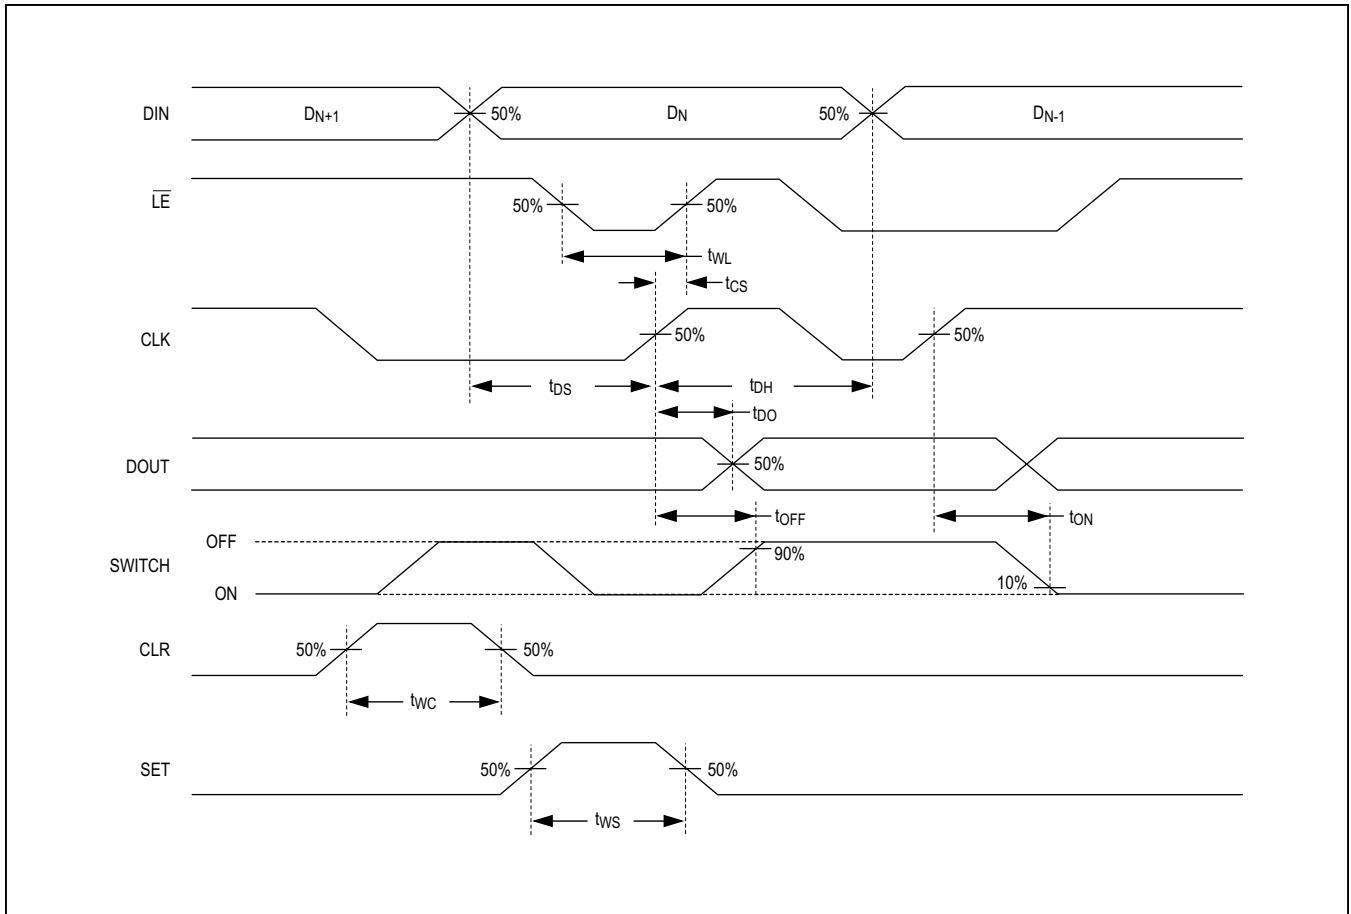 DIN
DN+1
50%
DN
50%
DN-1
LE
50%
50%
tWL
tCS
CLK
50%
50%
tDS
tDH
tDO
DOUT
50%
tOFF
tON
OFF
SWITCH
90%
10%
ON
CLR
50%
50%
tWC
SET
50%
50%
tWS